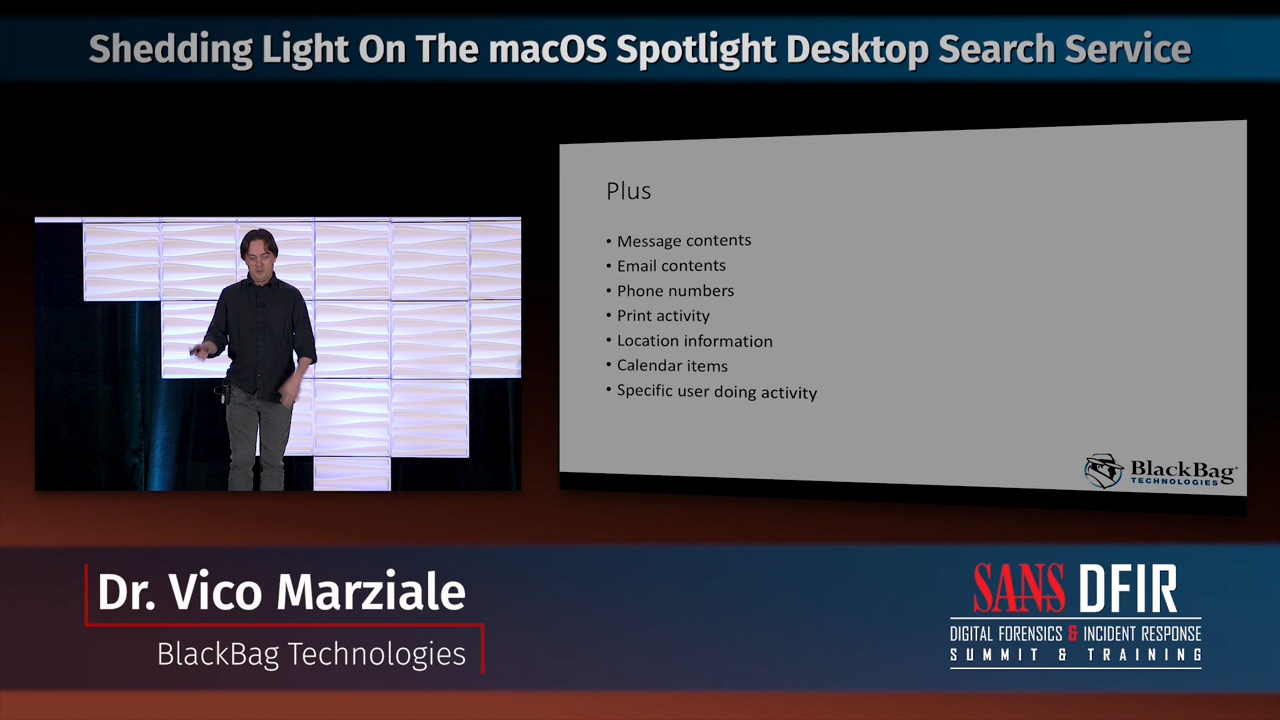 Shedding Light On The macOS Spotlight Desktop Search Service
Plus
• Message contents
• Email contents
• Phone numbers
• Print activity
• Location information
• Calendar items
• Specific user doing activity
BlackBag
TECHNOLOGIES
Dr. Vico Marziale
BlackBag Technologies
SANS DFIR
DIGITAL FORENSICS & INCIDENT RESPONSE
SUMMIT & TRAINING